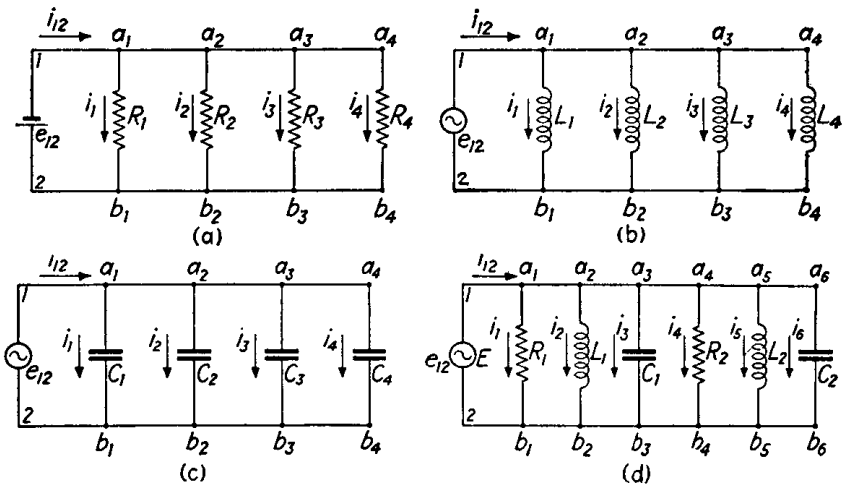 i12 a1 a2 a3 a4
1
i1 R1 i2 R2 i3 R3 i4 R4
e12
2
b1 b2 b3 b4
(a)
i12 a1 a2 a3 a4
1
i1 L1 i2 L2 i3 L3 i4 L4
e12
2
b1 b2 b3 b4
(b)
i12 a1 a2 a3 a4
1
i1 C1 i2 C2 i3 C3 i4 C4
e12
2
b1 b2 b3 b4
(c)
i12 a1 a2 a3 a4 a5 a6
1
i1 i2 i3 i4 i5 i6
e12 E R1 L1 C1 R2 L2 C2
2
b1 b2 b3 b4 b5 b6
(d)